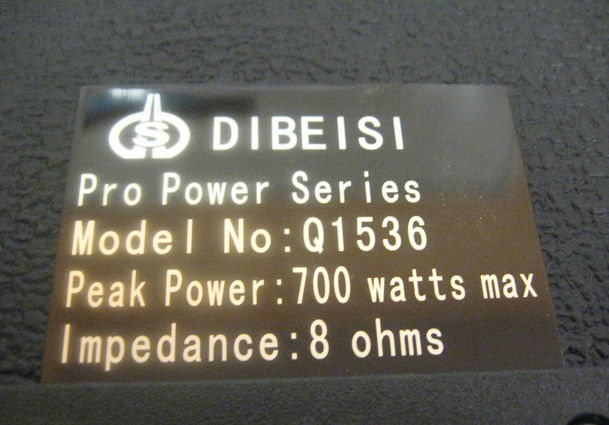 S DIBEISI
Pro Power Series
Model No:Q1536
Peak Power:700 watts max
Impedance:8 ohms